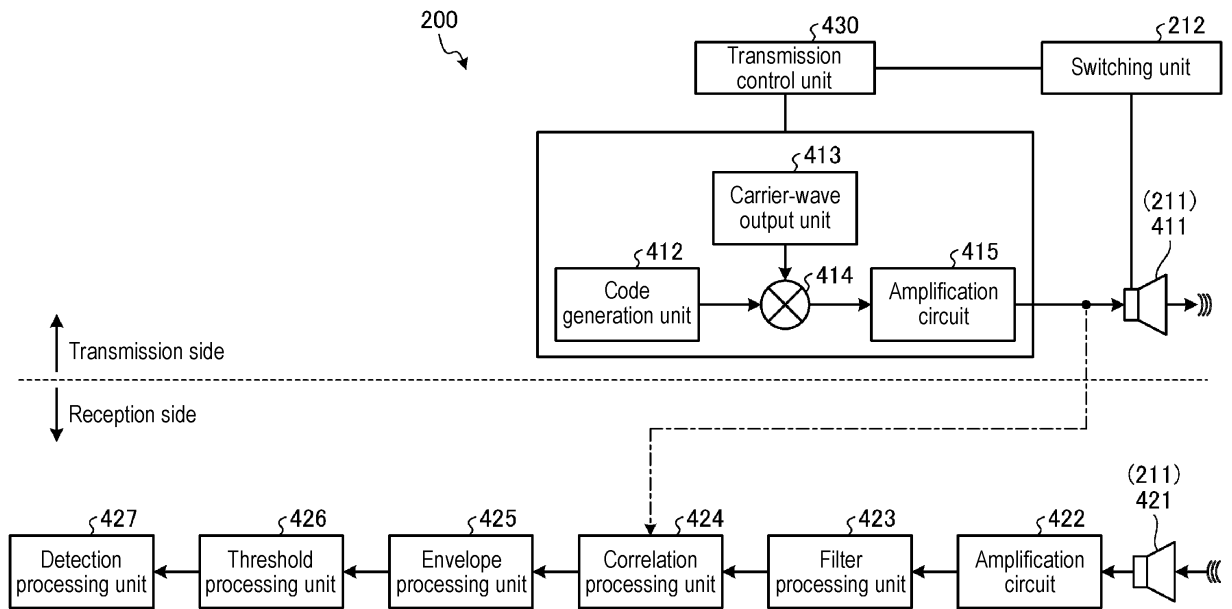 200
430
Transmission
control unit
212
Switching unit
413
Carrier-wave
output unit
(211)
411
412
Code
generation unit
414
415
Amplification
circuit
Transmission side
Reception side
(211)
421
427
Detection
processing unit
426
Threshold
processing unit
425
Envelope
processing unit
424
Correlation
processing unit
423
Filter
processing unit
422
Amplification
circuit